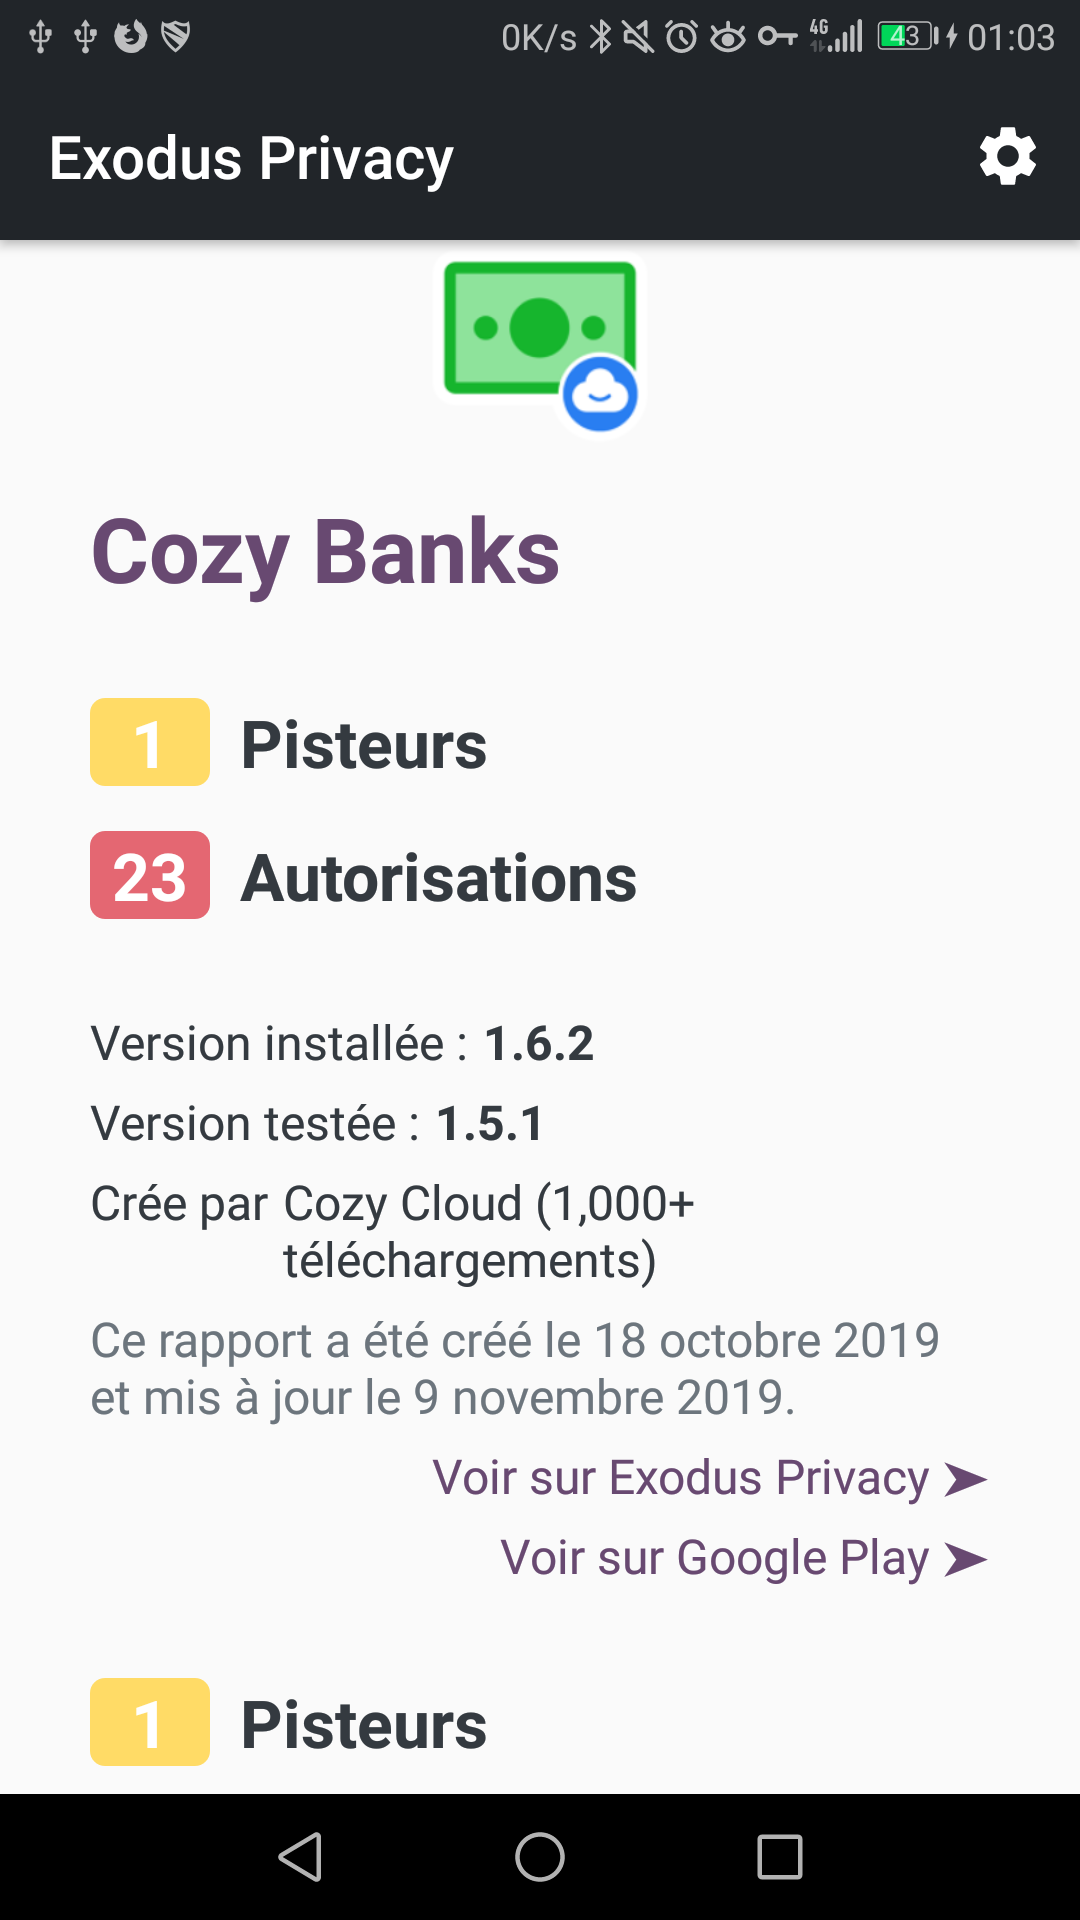 0K/s 4G 43 01:03
Exodus Privacy
Cozy Banks
1 Pisteurs
23 Autorisations
Version installée : 1.6.2
Version testée : 1.5.1
Crée par Cozy Cloud (1,000+
téléchargements)
Ce rapport a été créé le 18 octobre 2019
et mis à jour le 9 novembre 2019.
Voir sur Exodus Privacy ➤
Voir sur Google Play ➤
1 Pisteurs